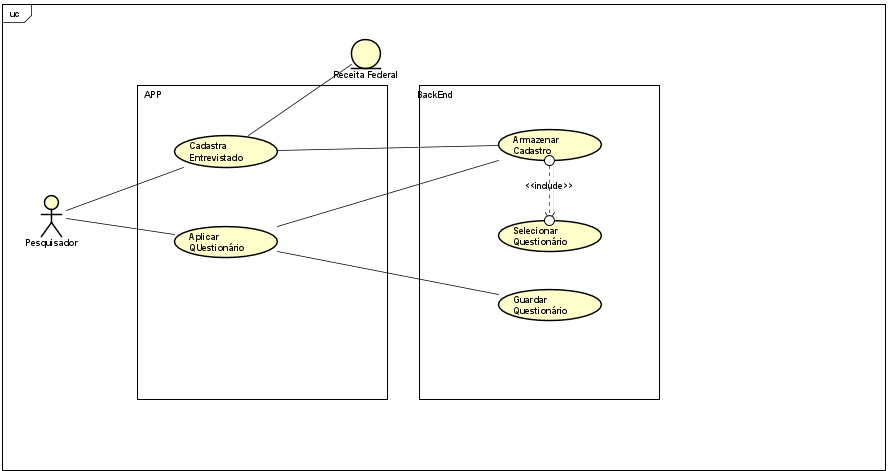 uc
Receita Federal
APP
BackEnd
Cadastra
Entrevistado
Armazenar
Cadastro
<<include>>
Pesquisador
Aplicar
QUestionário
Selecionar
Questionário
Guardar
Questionário